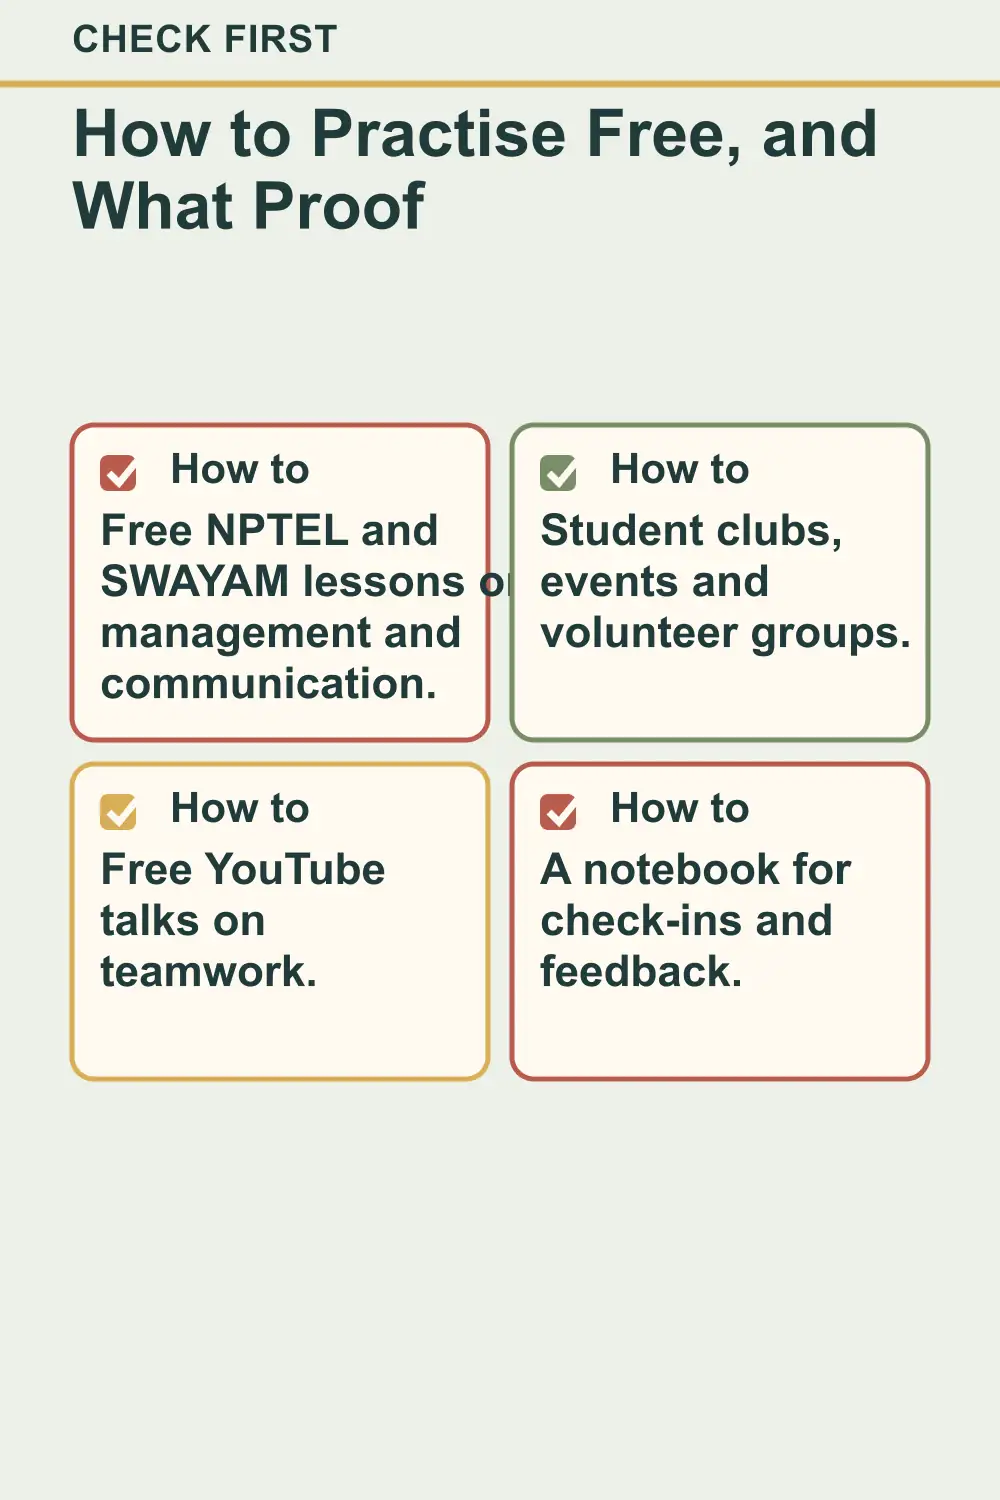 CHECK FIRST
How to Practise Free, and
What Proof
How to
Free NPTEL and
SWAYAM lessons
management and
communication.
How to
Student clubs,
events and
volunteer groups.
How to
Free YouTube
talks on
teamwork.
How to
A notebook for
check-ins and
feedback.